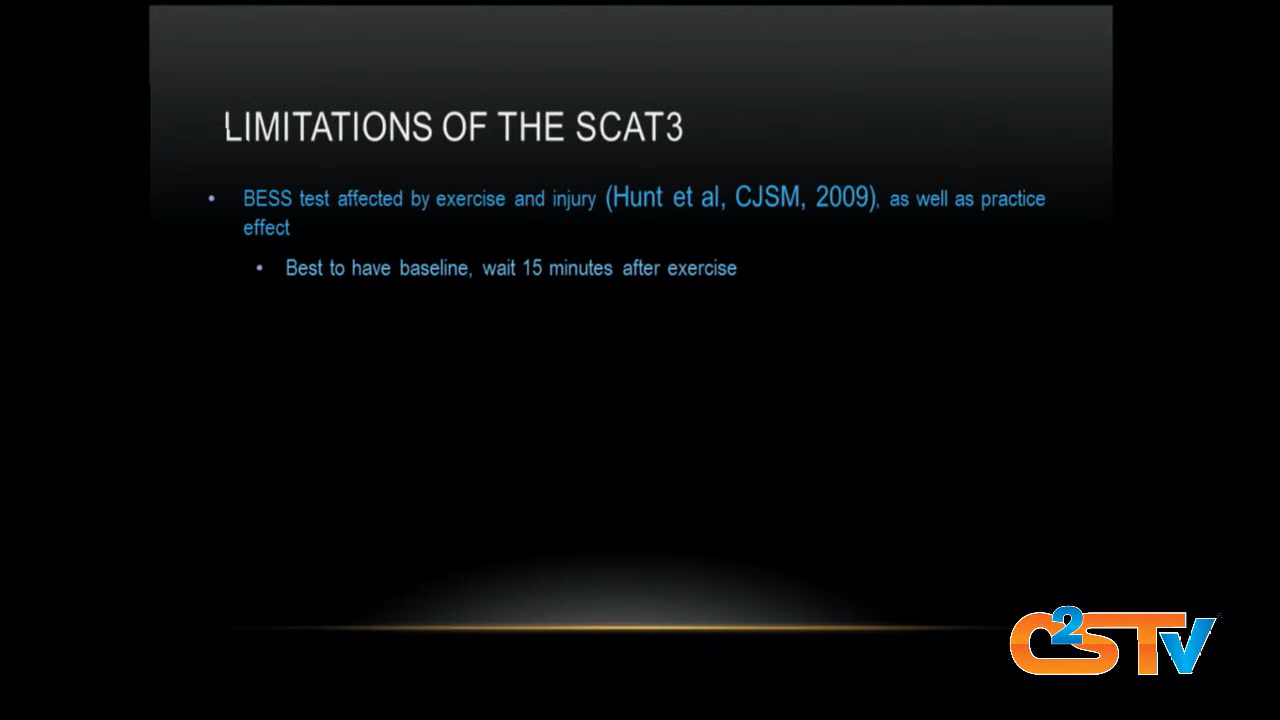 LIMITATIONS OF THE SCAT3
• BESS test affected by exercise and injury (Hunt et al, CJSM, 2009), as well as practice
effect
• Best to have baseline, wait 15 minutes after exercise
C2STV